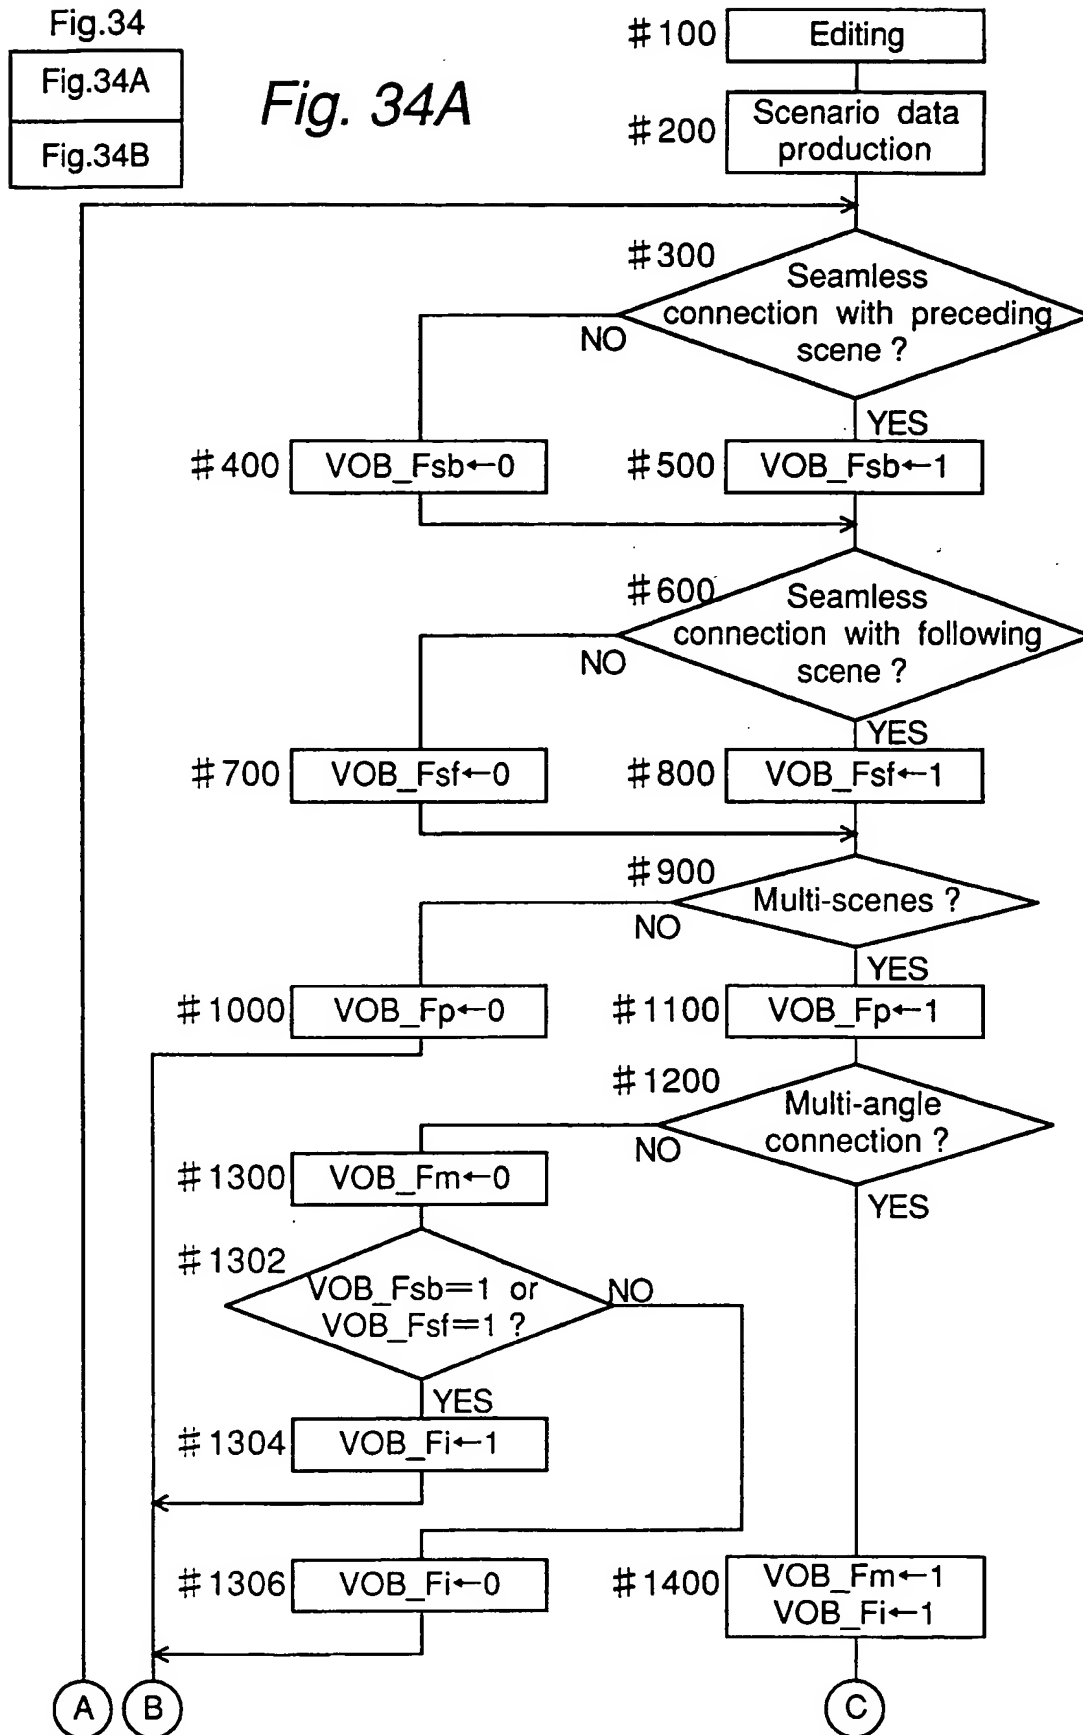 Fig.34
Fig.34A
Fig.34B
Fig. 34A
#100
Editing
#200
Scenario data
production
#300
Seamless
connection with preceding
scene ?
NO
YES
#400
VOB_Fsb←0
#500
VOB_Fsb←1
#600
Seamless
connection with following
scene ?
NO
YES
#700
VOB_Fsf←0
#800
VOB_Fsf←1
#900
Multi-scenes ?
NO
YES
#1000
VOB_Fp←0
#1100
VOB_Fp←1
#1200
Multi-angle
connection ?
NO
YES
#1300
VOB_Fm←0
#1302
VOB_Fsb=1 or
VOB_Fsf=1 ?
NO
YES
#1304
VOB_Fi←1
#1306
VOB_Fi←0
#1400
VOB_Fm←1
VOB_Fi←1
A
B
C